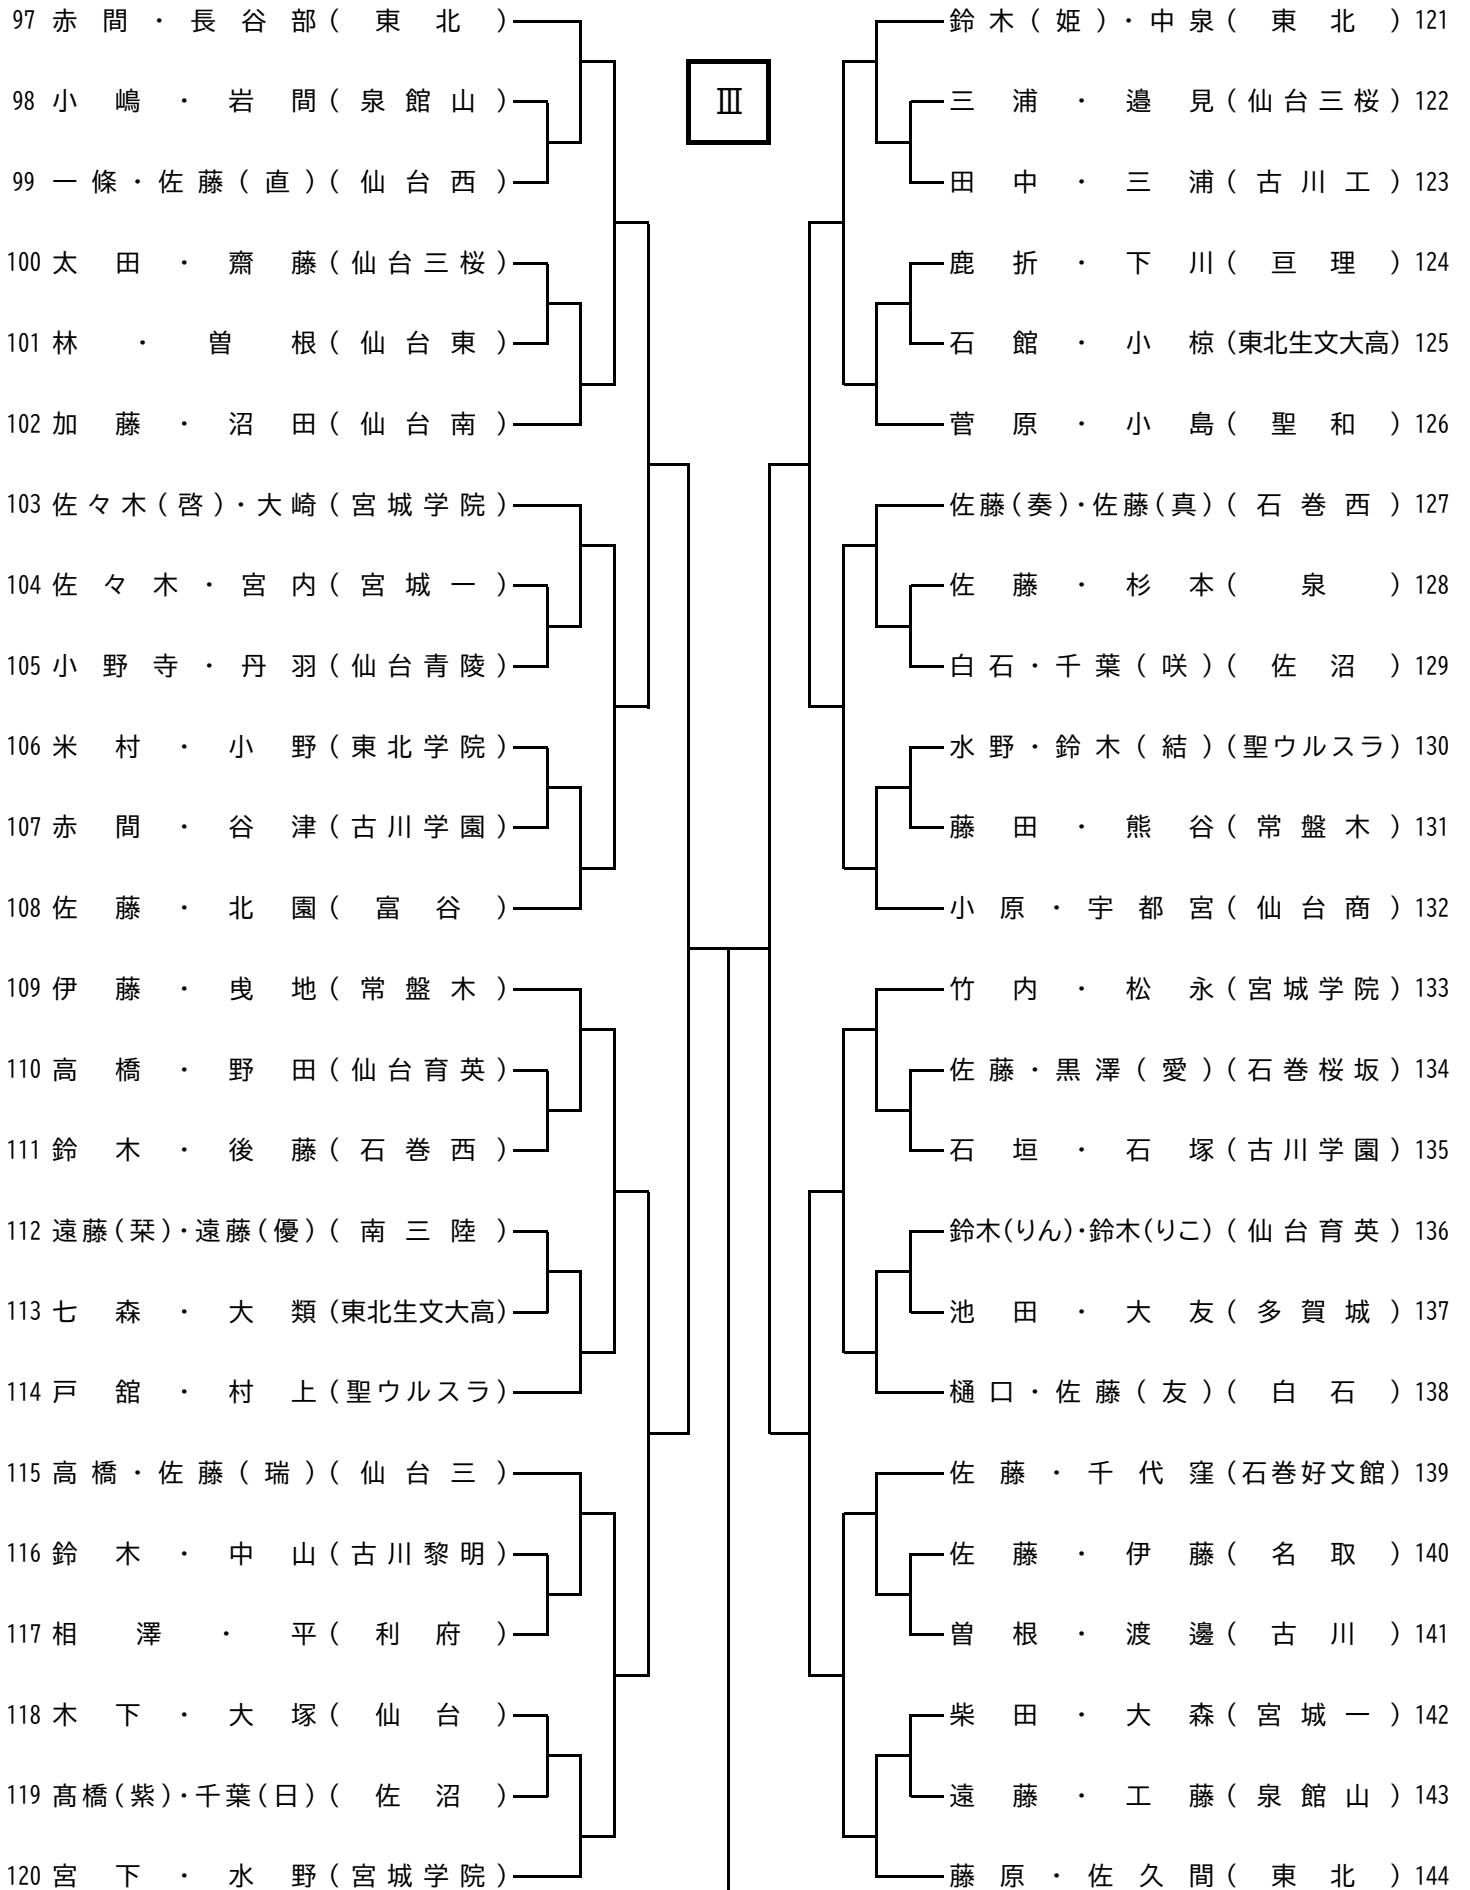 97 赤間・長谷部(東北)
98 小嶋・岩間(泉館山)
99 一條・佐藤(直)(仙台西)
100 太田・齋藤(仙台三桜)
101 林・曽根(仙台東)
102 加藤・沼田(仙台南)
103 佐々木(啓)・大崎(宮城学院)
104 佐々木・宮内(宮城一)
105 小野寺・丹羽(仙台青陵)
106 米村・小野(東北学院)
107 赤間・谷津(古川学園)
108 佐藤・北園(富谷)
109 伊藤・曵地(常盤木)
110 高橋・野田(仙台育英)
111 鈴木・後藤(石巻西)
112 遠藤(栞)・遠藤(優)(南三陸)
113 七森・大類(東北生文大高)
114 戸舘・村上(聖ウルスラ)
115 高橋・佐藤(瑞)(仙台三)
116 鈴木・中山(古川黎明)
117 相澤・平(利府)
118 木下・大塚(仙台)
119 髙橋(紫)・千葉(日)(佐沼)
120 宮下・水野(宮城学院)
Ⅲ
鈴木(姫)・中泉(東北) 121
三浦・邉見(仙台三桜) 122
田中・三浦(古川工) 123
鹿折・下川(亘理) 124
石館・小椋(東北生文大高) 125
菅原・小島(聖和) 126
佐藤(奏)・佐藤(真)(石巻西) 127
佐藤・杉本(泉) 128
白石・千葉(咲)(佐沼) 129
水野・鈴木(結)(聖ウルスラ) 130
藤田・熊谷(常盤木) 131
小原・宇都宮(仙台商) 132
竹内・松永(宮城学院) 133
佐藤・黒澤(愛)(石巻桜坂) 134
石垣・石塚(古川学園) 135
鈴木(りん)・鈴木(りこ)(仙台育英) 136
池田・大友(多賀城) 137
樋口・佐藤(友)(白石) 138
佐藤・千代窪(石巻好文館) 139
佐藤・伊藤(名取) 140
曽根・渡邊(古川) 141
柴田・大森(宮城一) 142
遠藤・工藤(泉館山) 143
藤原・佐久間(東北) 144